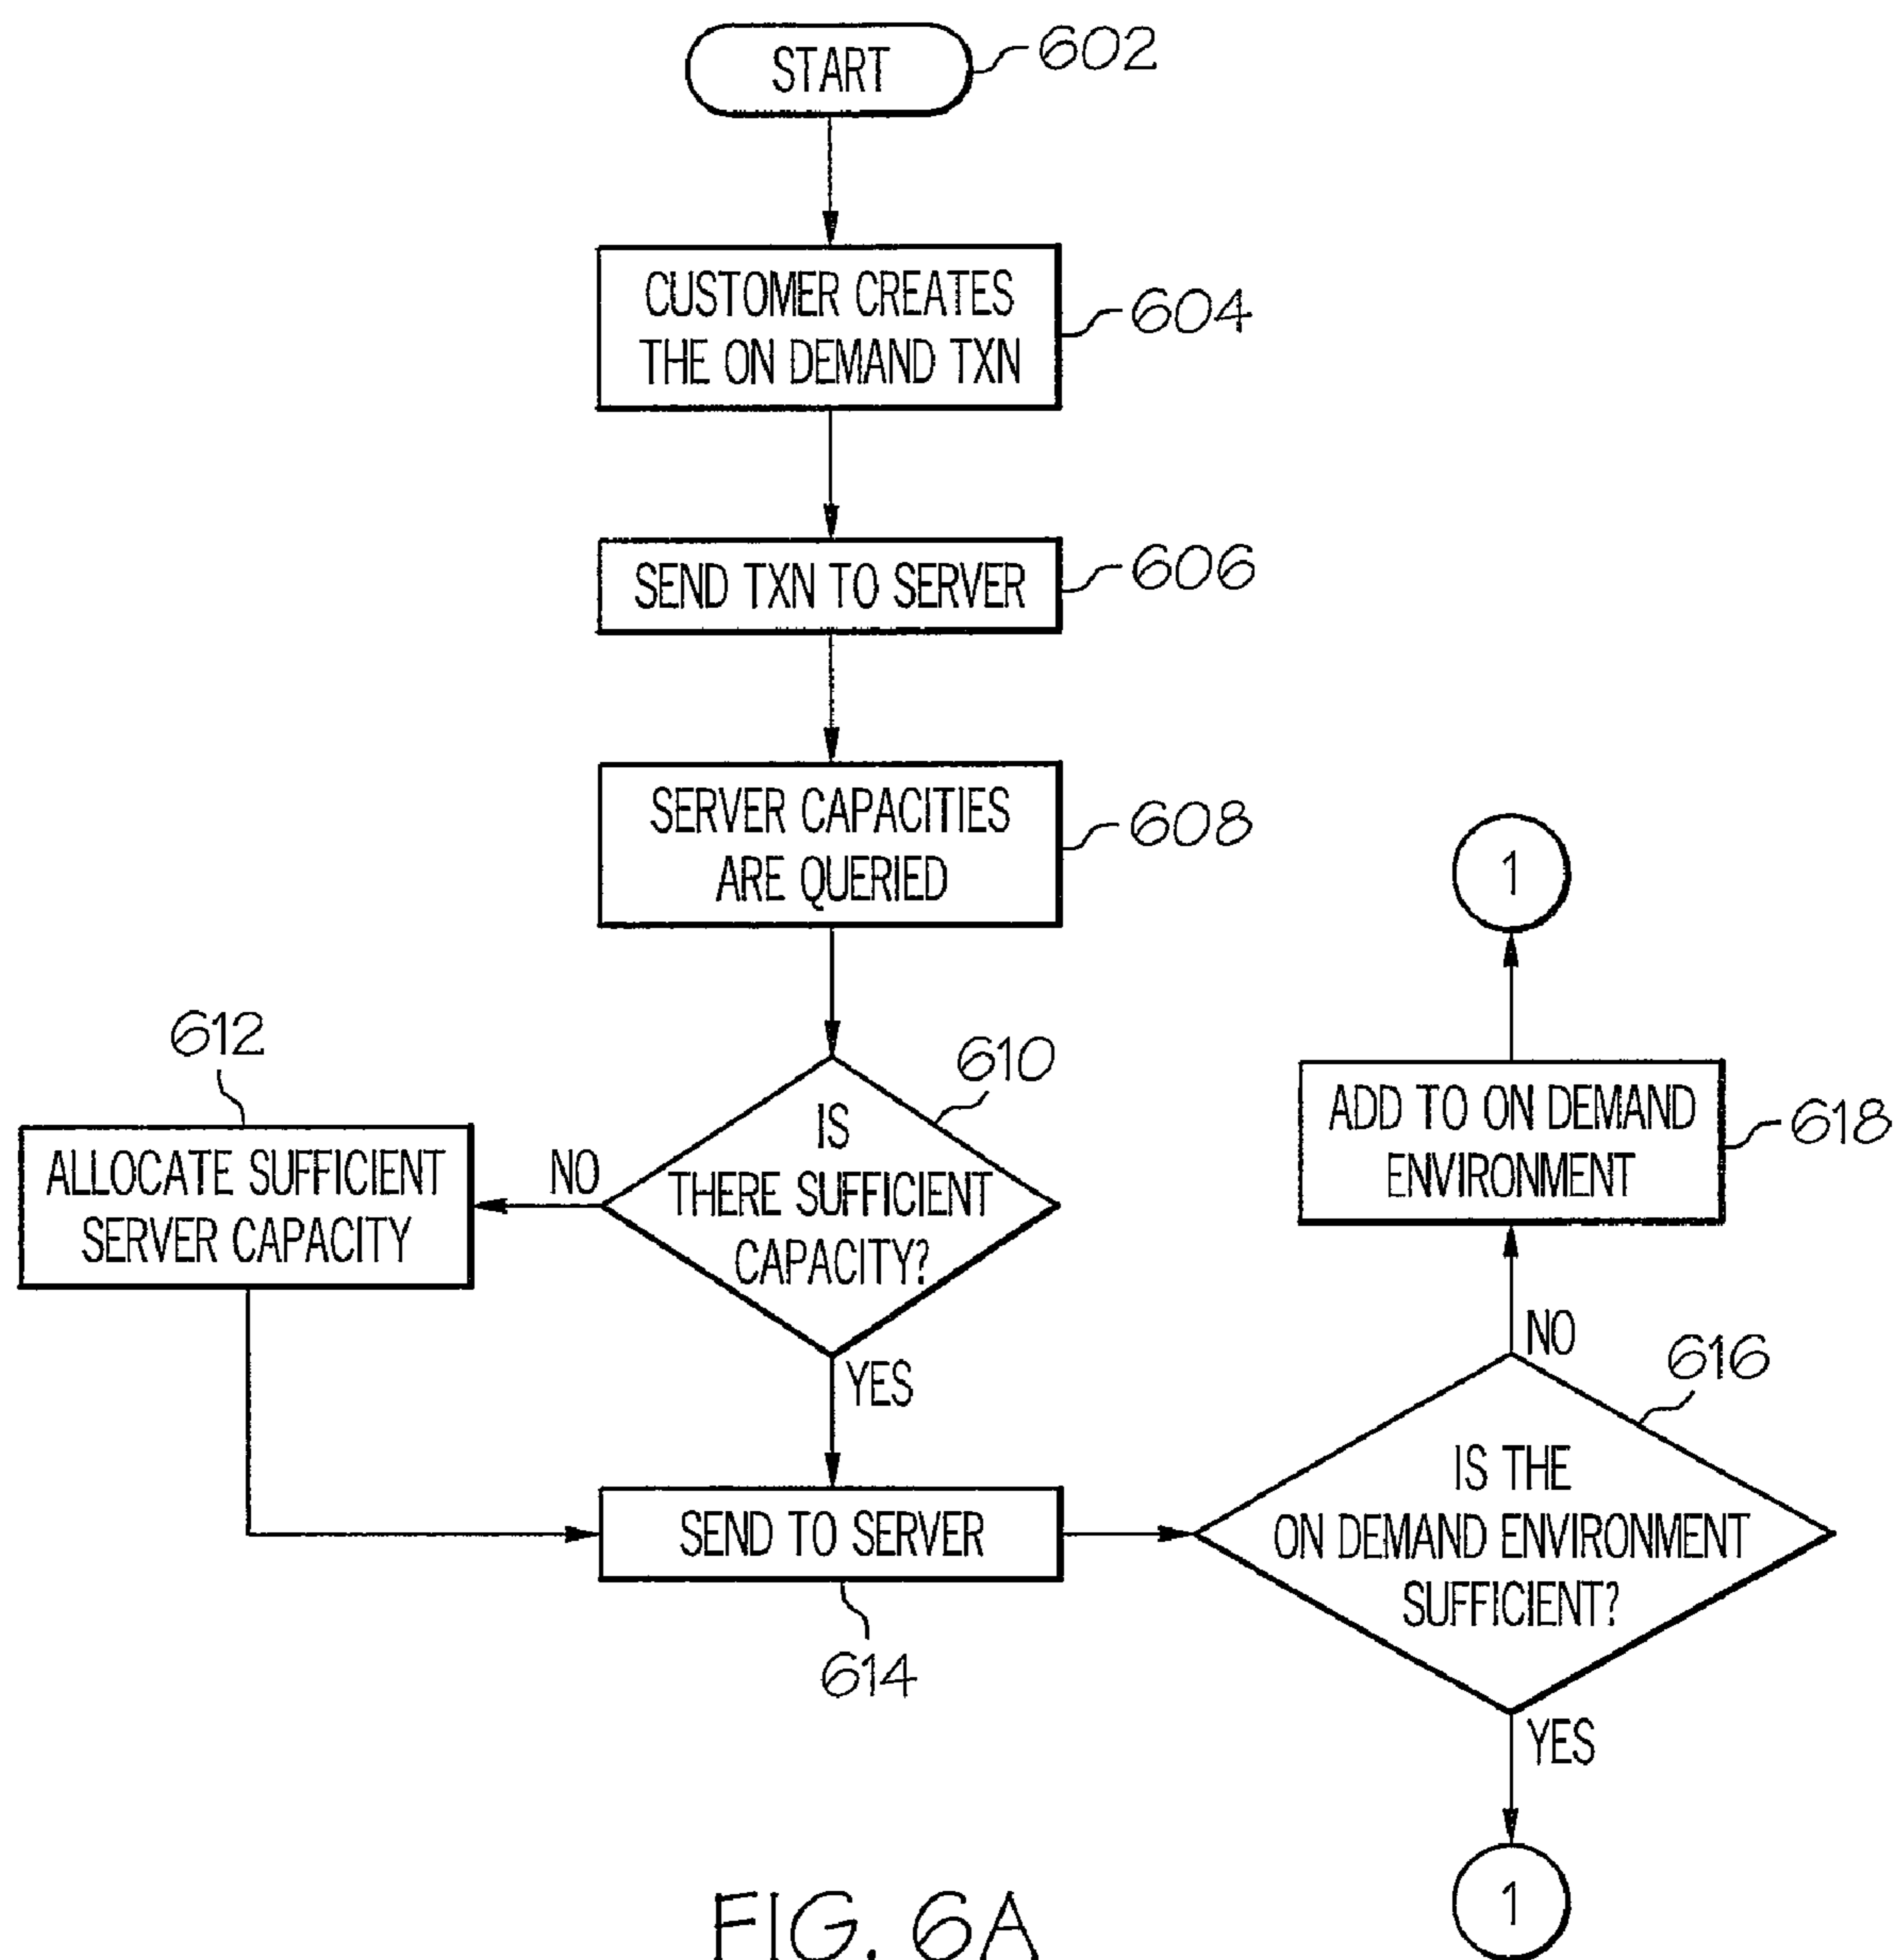 START
602
CUSTOMER CREATES
THE ON DEMAND TXN
604
SEND TXN TO SERVER
606
SERVER CAPACITIES
ARE QUERIED
608
IS
THERE SUFFICIENT
CAPACITY?
610
NO
ALLOCATE SUFFICIENT
SERVER CAPACITY
612
YES
SEND TO SERVER
614
IS THE
ON DEMAND ENVIRONMENT
SUFFICIENT?
616
NO
ADD TO ON DEMAND
ENVIRONMENT
618
1
YES
1
FIG. 6A